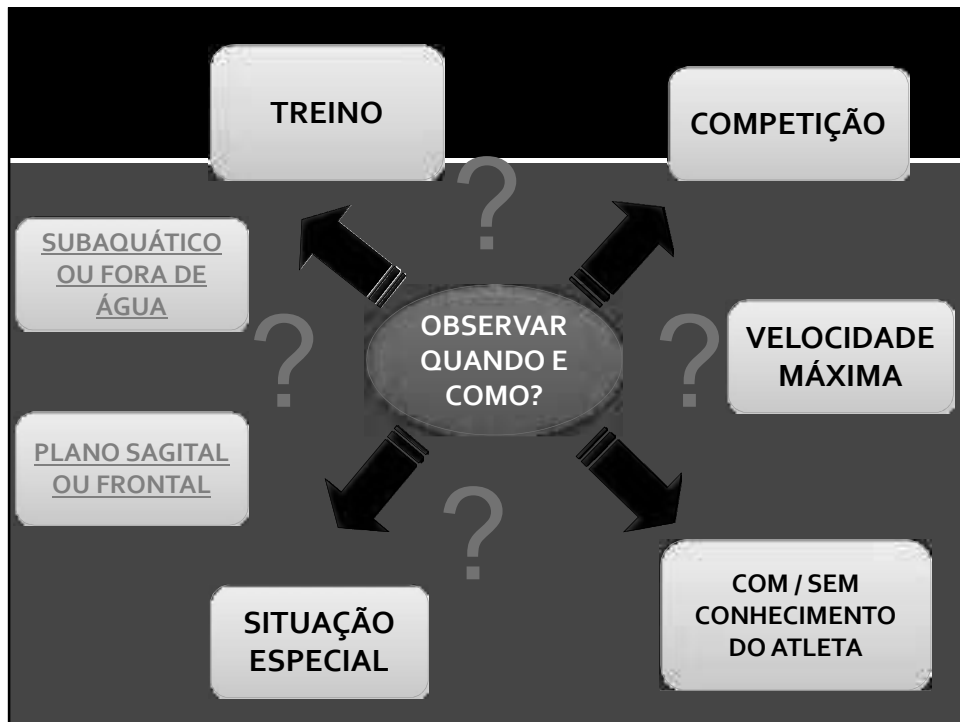 TREINO
COMPETIÇÃO
?
SUBAQUÁTICO
OU FORA DE
ÁGUA
OBSERVAR
QUANDO E
COMO?
?
?
VELOCIDADE
MÁXIMA
PLANO SAGITAL
OU FRONTAL
?
SITUAÇÃO
ESPECIAL
COM / SEM
CONHECIMENTO
DO ATLETA